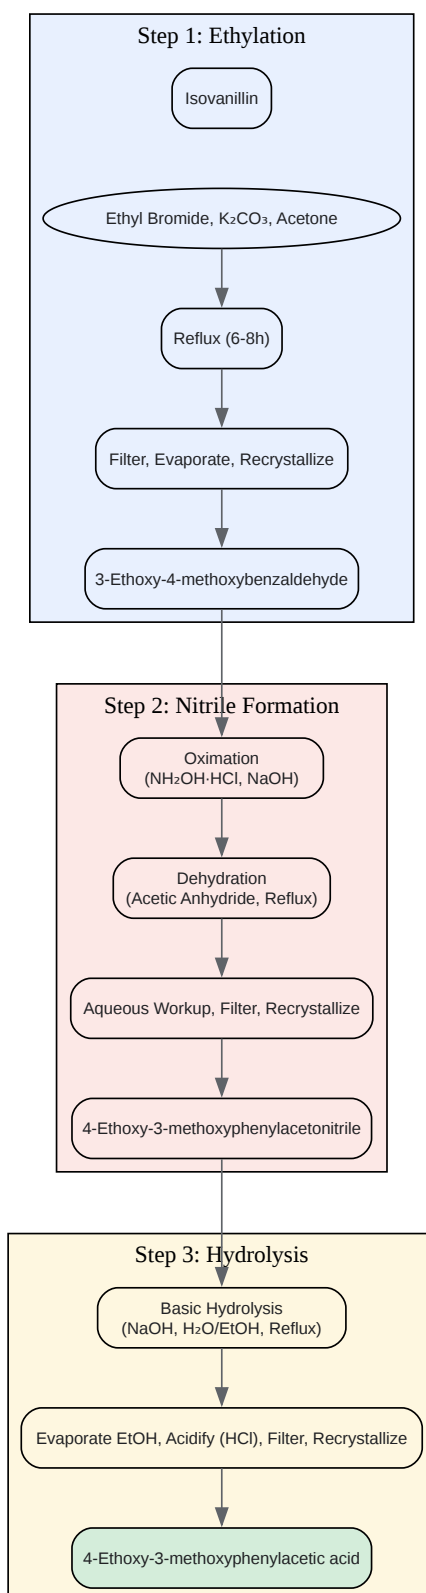 Step 1: Ethylation
Isovanillin
Ethyl Bromide, K₂CO₃, Acetone
Reflux (6-8h)
Filter, Evaporate, Recrystallize
3-Ethoxy-4-methoxybenzaldehyde
Step 2: Nitrile Formation
Oximation
(NH₂OH·HCl, NaOH)
Dehydration
(Acetic Anhydride, Reflux)
Aqueous Workup, Filter, Recrystallize
4-Ethoxy-3-methoxyphenylacetonitrile
Step 3: Hydrolysis
Basic Hydrolysis
(NaOH, H₂O/EtOH, Reflux)
Evaporate EtOH, Acidify (HCl), Filter, Recrystallize
4-Ethoxy-3-methoxyphenylacetic acid